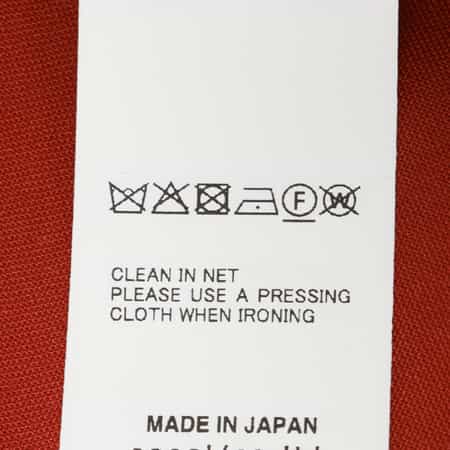 F W
CLEAN IN NET
PLEASE USE A PRESSING
CLOTH WHEN IRONING
MADE IN JAPAN